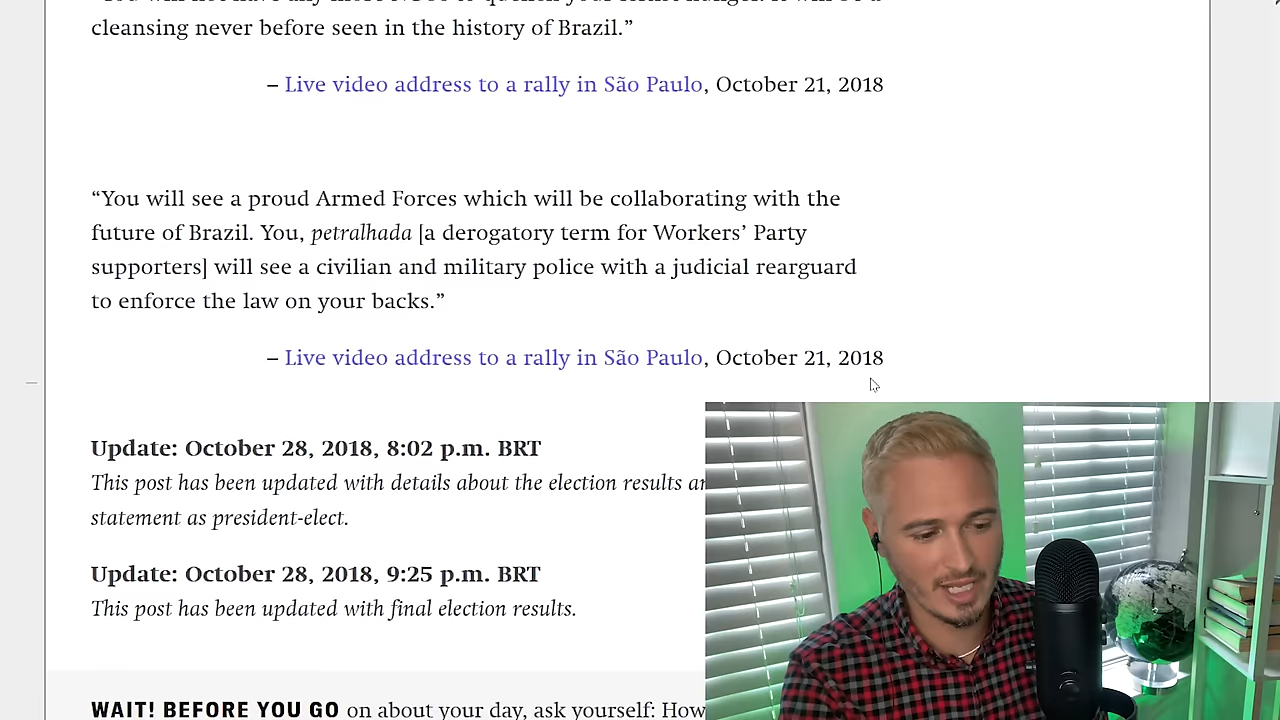 cleansing never before seen in the history of Brazil.”
– Live video address to a rally in São Paulo, October 21, 2018
“You will see a proud Armed Forces which will be collaborating with the
future of Brazil. You, petralhada [a derogatory term for Workers’ Party
supporters] will see a civilian and military police with a judicial rearguard
to enforce the law on your backs.”
– Live video address to a rally in São Paulo, October 21, 2018
Update: October 28, 2018, 8:02 p.m. BRT
This post has been updated with details about the election results
statement as president-elect.
Update: October 28, 2018, 9:25 p.m. BRT
This post has been updated with final election results.
WAIT! BEFORE YOU GO on about your day, ask yourself: How